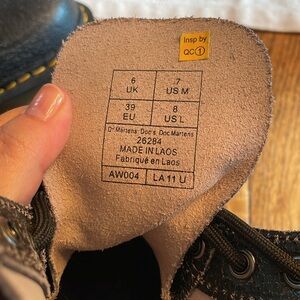 Insp by
QC 1
6 UK 7 US M
39 EU 8 US L
Dr Martens Doc's Doc Martens
26284
MADE IN LAOS
Fabriqué en Laos
AW004 LA 11 U